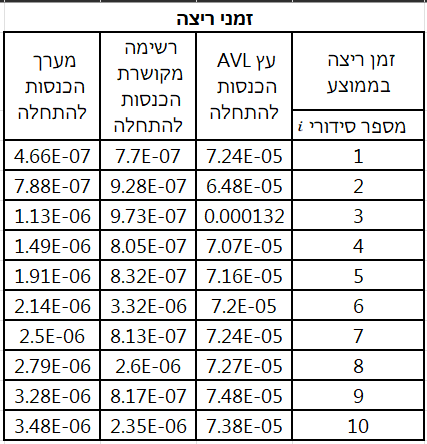 זמני ריצה
זמן ריצה בממוצע
עץ AVL הכנסות להתחלה
רשימה מקושרת הכנסות להתחלה
מערך הכנסות להתחלה
מספר סידורי i
1 7.24E-05 7.7E-07 4.66E-07
2 6.48E-05 9.28E-07 7.88E-07
3 0.000132 9.73E-07 1.13E-06
4 7.07E-05 8.05E-07 1.49E-06
5 7.16E-05 8.32E-07 1.91E-06
6 7.2E-05 3.32E-06 2.14E-06
7 7.24E-05 8.13E-07 2.5E-06
8 7.27E-05 2.6E-06 2.79E-06
9 7.48E-05 8.17E-07 3.28E-06
10 7.38E-05 2.35E-06 3.48E-06